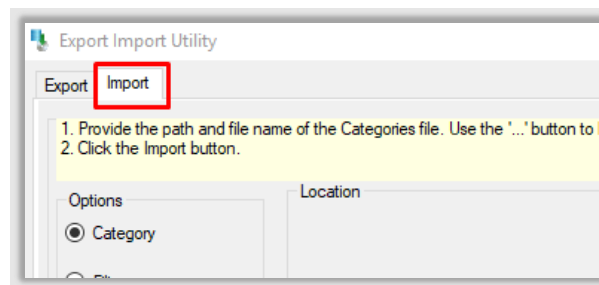 Export Import Utility
Export Import
1. Provide the path and file name of the Categories file. Use the '...' button to
2. Click the Import button.
Options
Location
Category